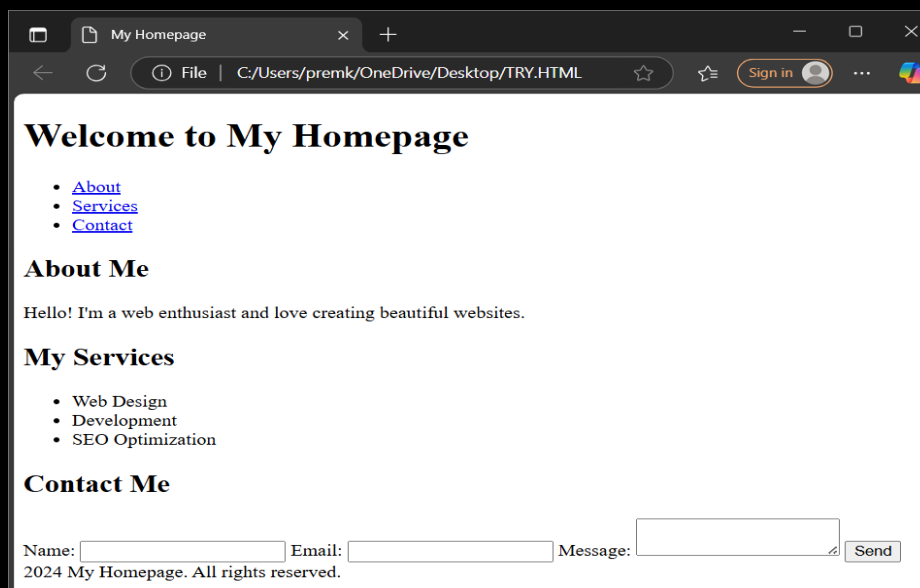 My Homepage
File | C:/Users/premk/OneDrive/Desktop/TRY.HTML Sign in
Welcome to My Homepage
About
Services
Contact
About Me
Hello! I'm a web enthusiast and love creating beautiful websites.
My Services
Web Design
Development
SEO Optimization
Contact Me
Name: Email: Message: Send
2024 My Homepage. All rights reserved.